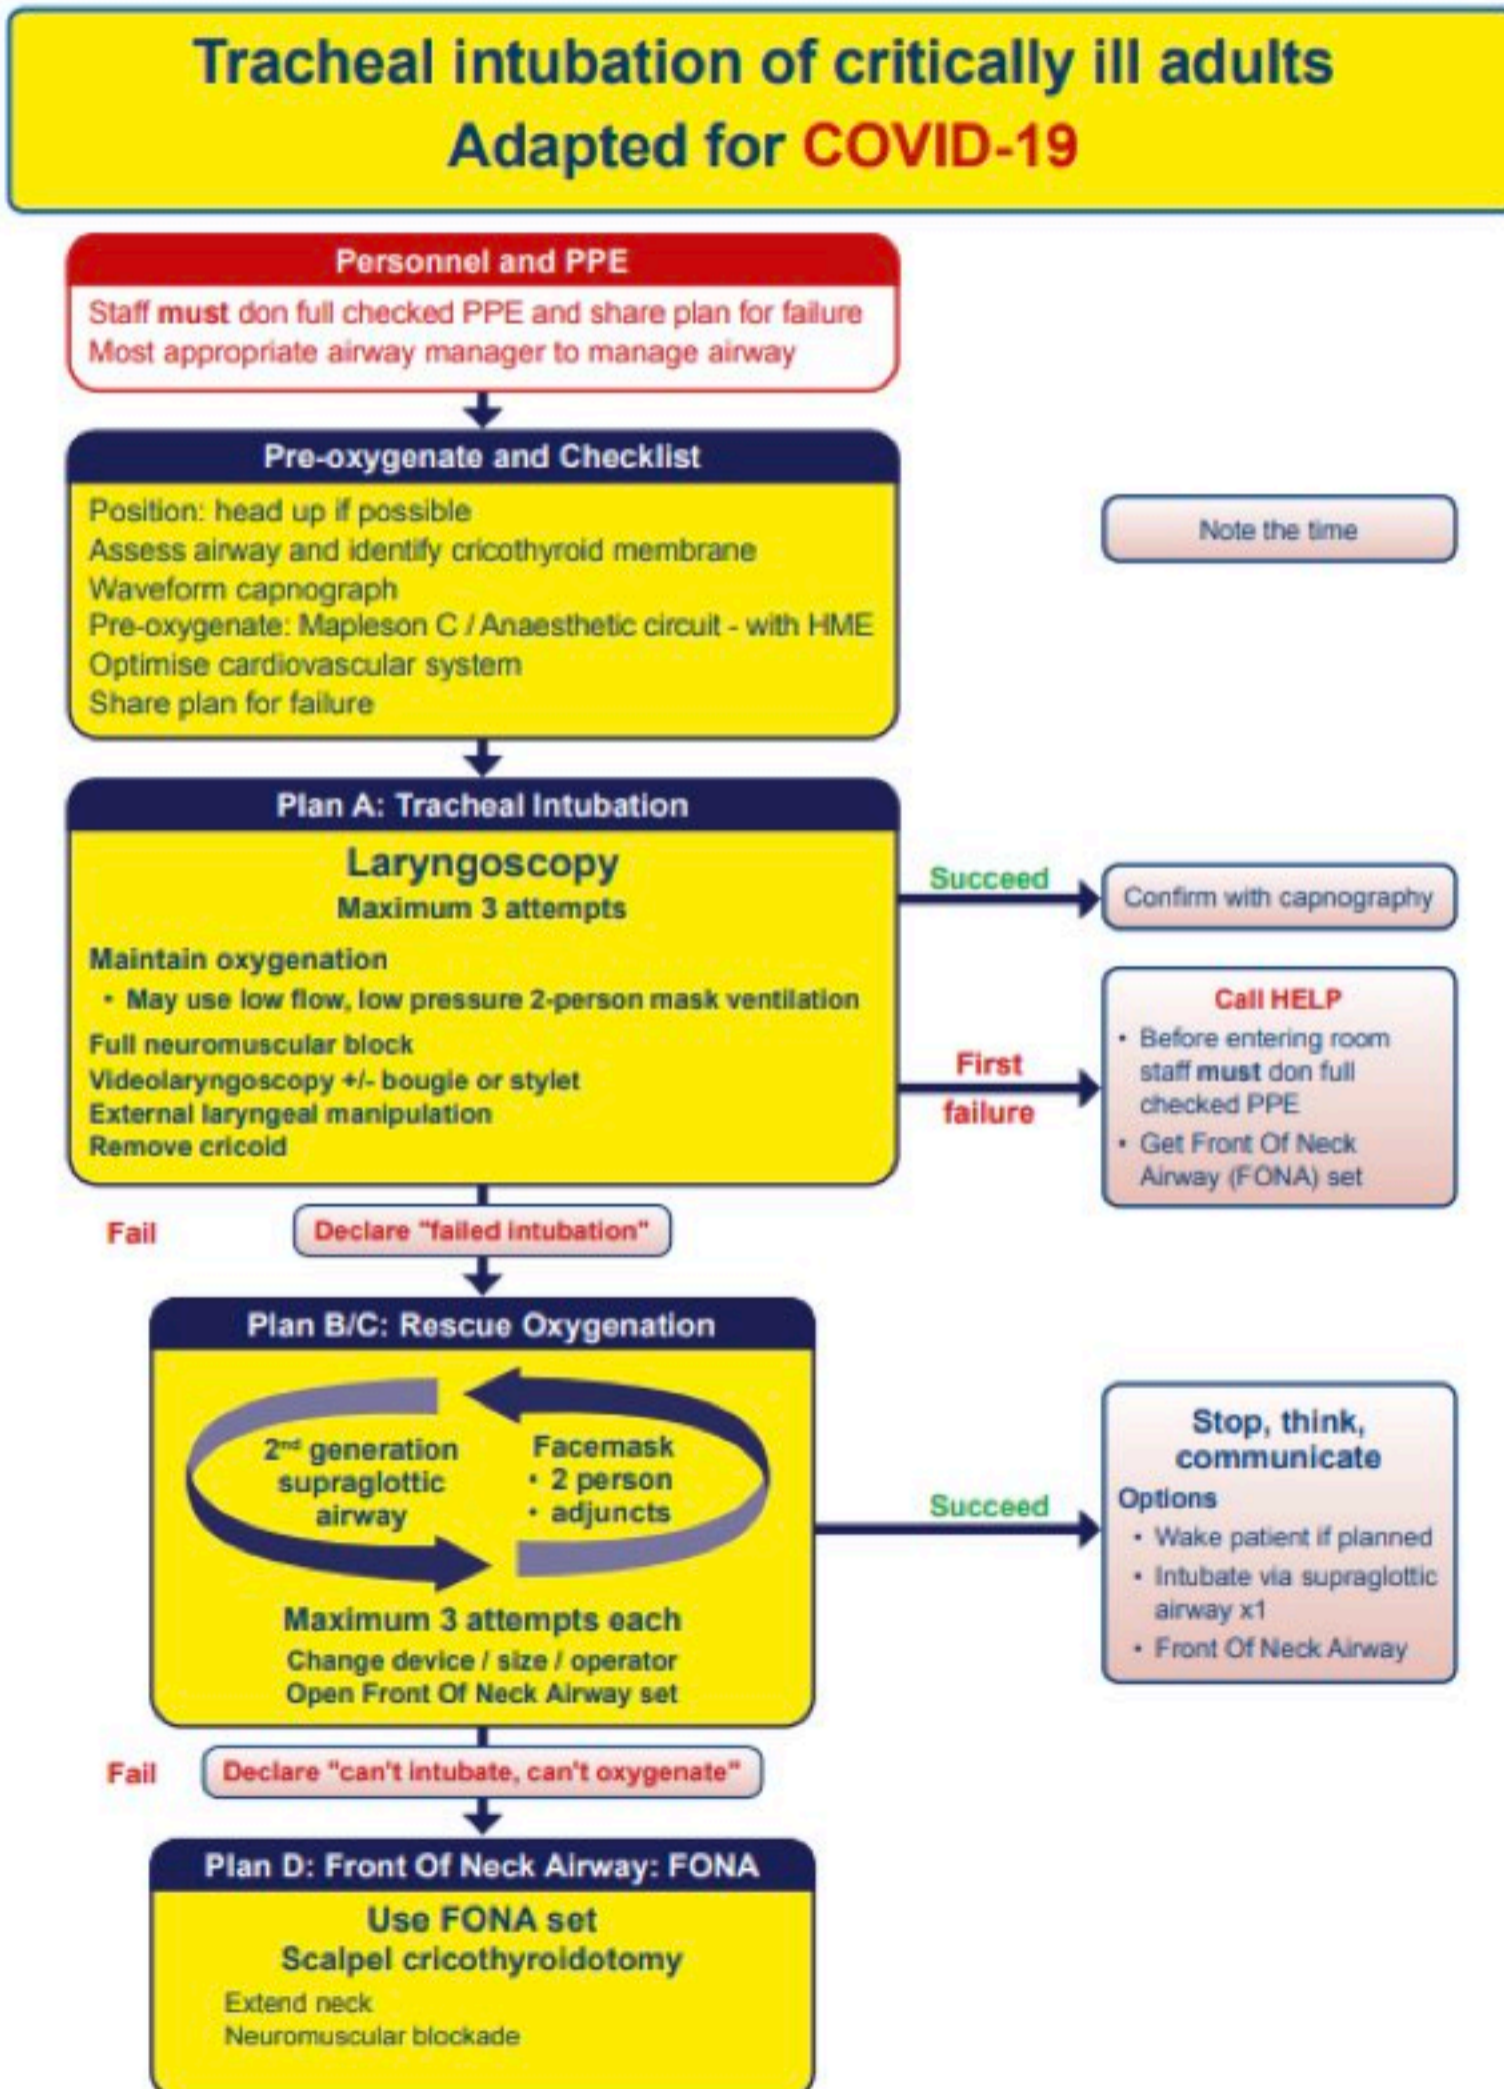 Tracheal intubation of critically ill adults
Adapted for COVID-19
Personnel and PPE
Staff must don full checked PPE and share plan for failure
Most appropriate airway manager to manage airway
Pre-oxygenate and Checklist
Position: head up if possible
Assess airway and identify cricothyroid membrane
Waveform capnograph
Pre-oxygenate: Mapleson C / Anaesthetic circuit - with HME
Optimise cardiovascular system
Share plan for failure
Note the time
Plan A: Tracheal Intubation
Laryngoscopy
Maximum 3 attempts
Maintain oxygenation
• May use low flow, low pressure 2-person mask ventilation
Full neuromuscular block
Videolaryngoscopy +/- bougie or stylet
External laryngeal manipulation
Remove cricoid
Succeed
Confirm with capnography
First
failure
Call HELP
• Before entering room
staff must don full
checked PPE
• Get Front Of Neck
Airway (FONA) set
Fail
Declare "failed intubation"
Plan B/C: Rescue Oxygenation
2nd generation
supraglottic
airway
Facemask
• 2 person
• adjuncts
Maximum 3 attempts each
Change device / size / operator
Open Front Of Neck Airway set
Succeed
Stop, think,
communicate
Options
• Wake patient if planned
• Intubate via supraglottic
airway x1
• Front Of Neck Airway
Fail
Declare "can't intubate, can't oxygenate"
Plan D: Front Of Neck Airway: FONA
Use FONA set
Scalpel cricothyroidotomy
Extend neck
Neuromuscular blockade